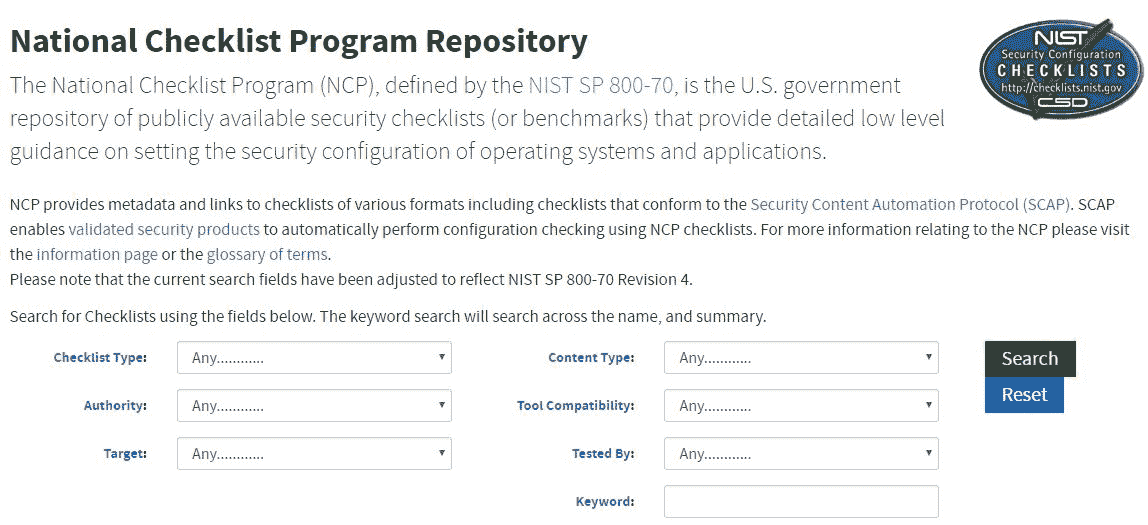 National Checklist Program Repository
NIST
Security Configuration
CHECKLISTS
http://checklists.nist.gov
CSD
The National Checklist Program (NCP), defined by the NIST SP 800-70, is the U.S. government
repository of publicly available security checklists (or benchmarks) that provide detailed low level
guidance on setting the security configuration of operating systems and applications.
NCP provides metadata and links to checklists of various formats including checklists that conform to the Security Content Automation Protocol (SCAP). SCAP
enables validated security products to automatically perform configuration checking using NCP checklists. For more information relating to the NCP please visit
the information page or the glossary of terms.
Please note that the current search fields have been adjusted to reflect NIST SP 800-70 Revision 4.
Search for Checklists using the fields below. The keyword search will search across the name, and summary.
Checklist Type: Any............ Content Type: Any............ Search
Reset
Authority: Any............ Tool Compatibility: Any............
Target: Any............ Tested By: Any............
Keyword: